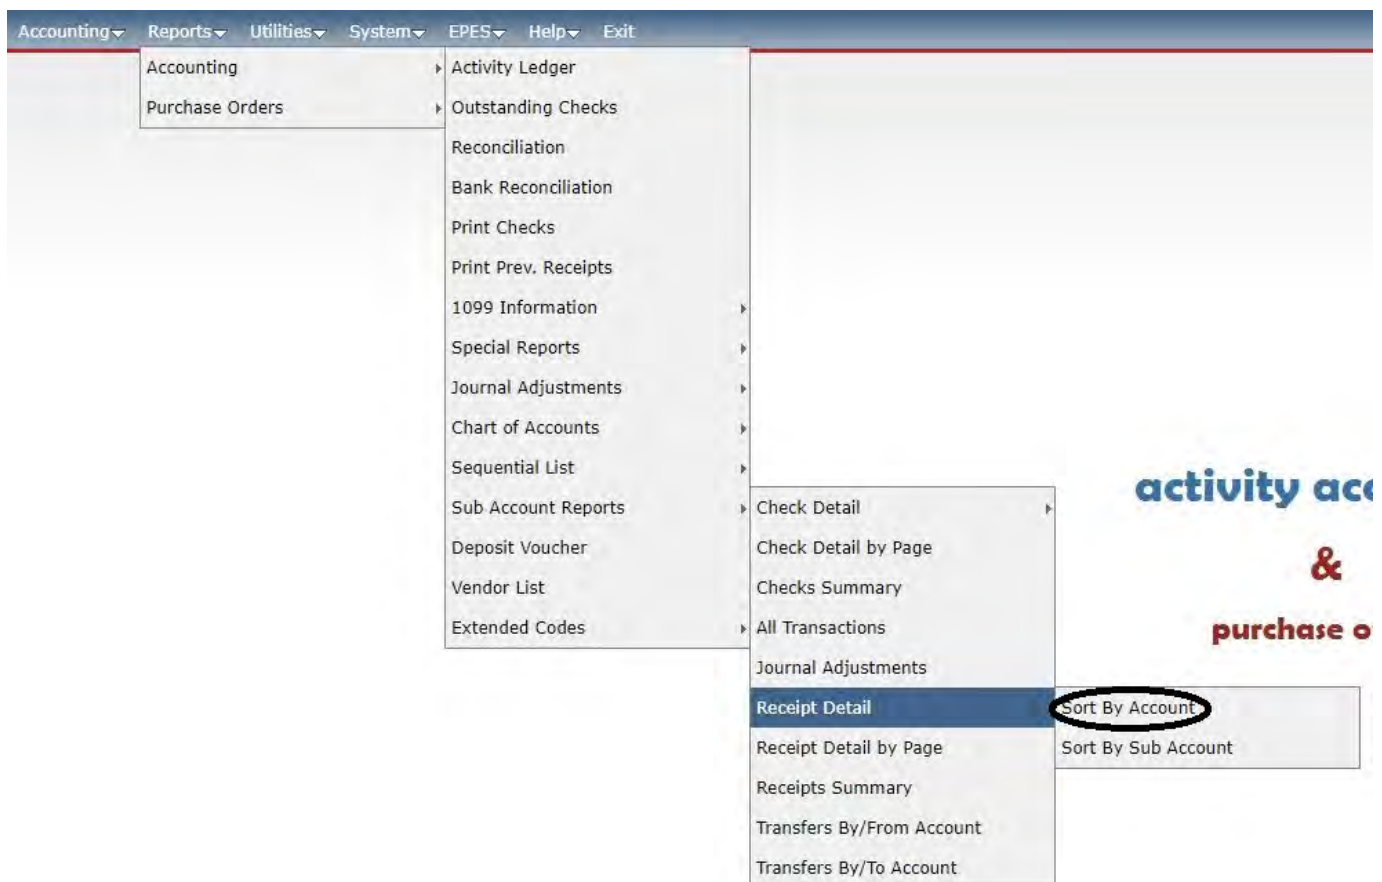 Accounting Reports Utilities System EPES Help Exit
Accounting
Purchase Orders
Activity Ledger
Outstanding Checks
Reconciliation
Bank Reconciliation
Print Checks
Print Prev. Receipts
1099 Information
Special Reports
Journal Adjustments
Chart of Accounts
Sequential List
Sub Account Reports
Deposit Voucher
Vendor List
Extended Codes
Check Detail
Check Detail by Page
Checks Summary
All Transactions
Journal Adjustments
Receipt Detail
Receipt Detail by Page
Receipts Summary
Transfers By/From Account
Transfers By/To Account
Sort By Account
Sort By Sub Account
activity
&
purchase